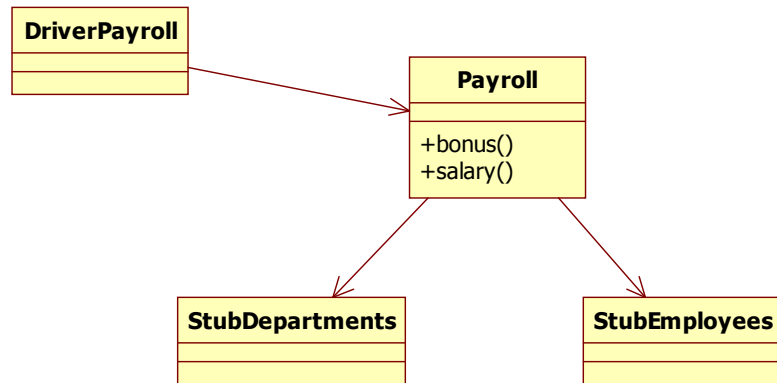 DriverPayroll
Payroll
+bonus()
+salary()
StubDepartments
StubEmployees